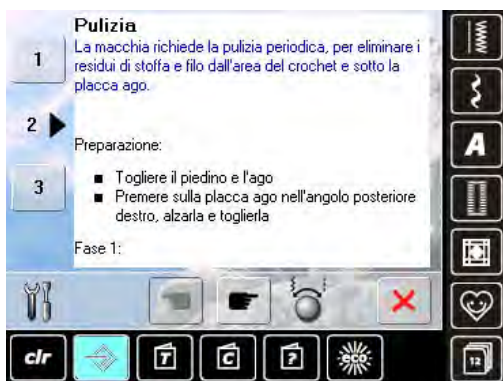 Pulizia
La macchia richiede la pulizia periodica, per eliminare i
residui di stoffa e filo dall'area del crochet e sotto la
placca ago.
1
2
3
Preparazione:
■ Togliere il piedino e l'ago
■ Premere sulla placca ago nell'angolo posteriore
destro, alzarla e toglierla
Fase 1:
A
clr
T
C
?
eco
12